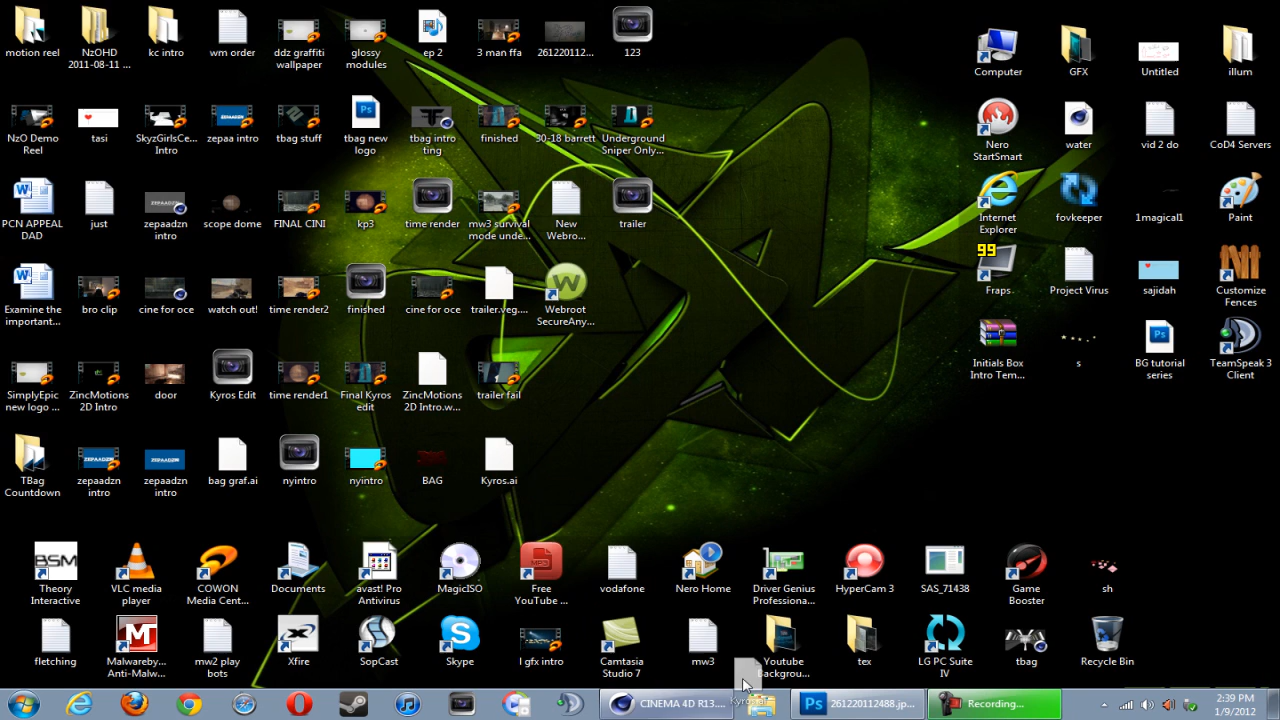 motion reel
NzOHD
2011-08-11 ...
kc intro
wm order
ddz graffiti
wallpaper
glossy
modules
ep 2
3 man ffa
261220112...
123
Computer
GFX
Untitled
illum
NzO Demo
Reel
tasi
SkyzGirlsCe...
Intro
zepaa intro
tbag stuff
tbag new
logo
tbag intro
ting
finished
30-18 barrett
Underground
Sniper Only...
Nero
StartSmart
water
vid 2 do
CoD4 Servers
PCN APPEAL
DAD
just
zepaadzn
intro
scope dome
FINAL CINI
kp3
time render
mw3 survival
mode unde...
New
Webro...
trailer
Internet
Explorer
fovkeeper
1magical1
Paint
Examine the
important...
bro clip
cine for oce
watch out!
time render2
finished
cine for oce
trailer.veg....
Webroot
SecureAny...
99
Fraps
Project Virus
sajidah
Customize
Fences
SimplyEpic
new logo ...
ZincMotions
2D Intro
door
Kyros Edit
time render1
Final Kyros
edit
ZincMotions
2D Intro.w...
trailer fail
Initials Box
Intro Tem...
s
BG tutorial
series
TeamSpeak 3
Client
TBag
Countdown
ZEPAADZN
zepaadzn
intro
ZEPAADZN
zepaadzn
intro
bag graf.ai
nyintro
nyintro
BAG
Kyros.ai
BSM
Theory
Interactive
VLC media
player
COWON
Media Cent...
Documents
avast! Pro
Antivirus
MagicISO
Free
YouTube ...
vodafone
Nero Home
Driver Genius
Professiona...
HyperCam 3
SAS_71438
Game
Booster
sh
fletching
Malwareby...
Anti-Malw...
mw2 play
bots
Xfire
SopCast
Skype
I gfx intro
Camtasia
Studio 7
mw3
Youtube
Backgrou...
tex
LG PC Suite
IV
tbag
Recycle Bin
CINEMA 4D R13....
261220112488.jp...
Recording...
2:39 PM
1/9/2012